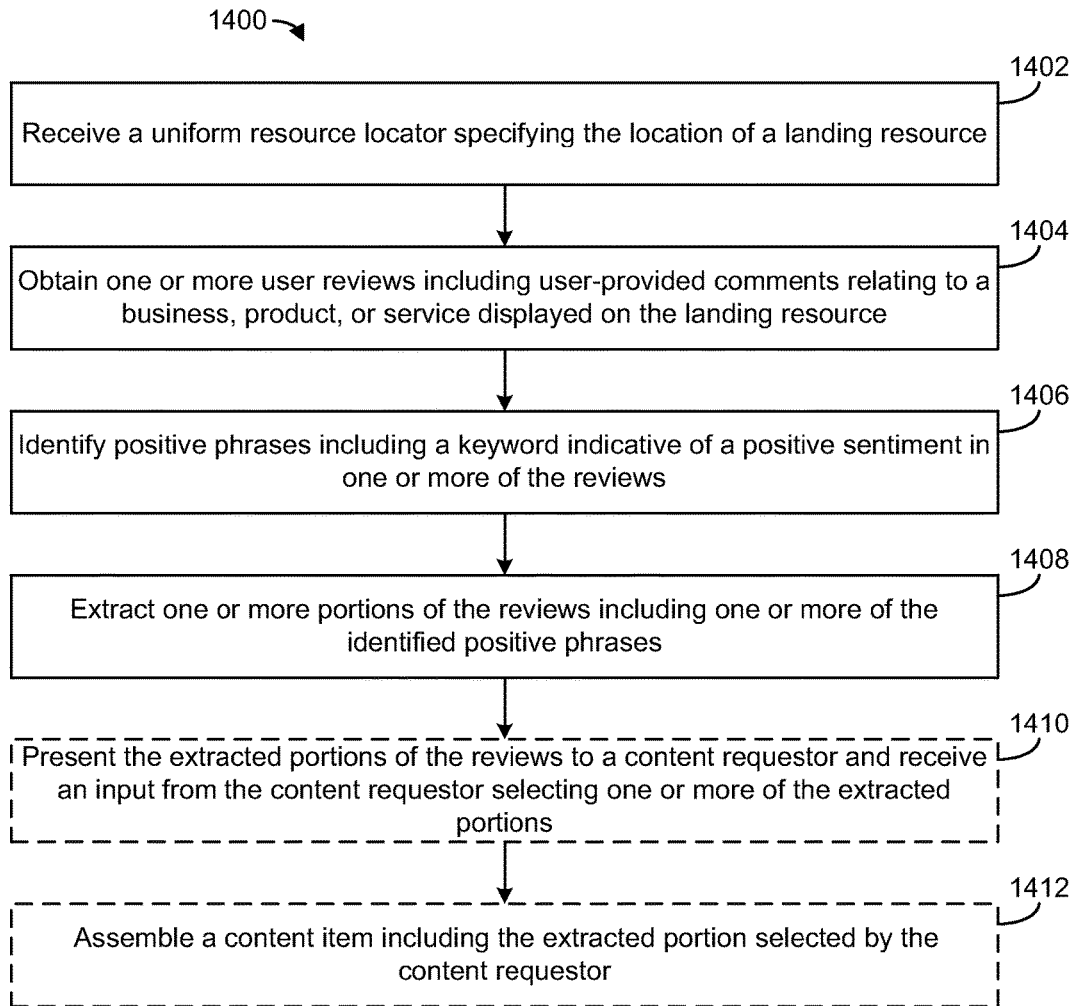 1400
1402
Receive a uniform resource locator specifying the location of a landing resource
1404
Obtain one or more user reviews including user-provided comments relating to a
business, product, or service displayed on the landing resource
1406
Identify positive phrases including a keyword indicative of a positive sentiment in
one or more of the reviews
1408
Extract one or more portions of the reviews including one or more of the
identified positive phrases
1410
Present the extracted portions of the reviews to a content requestor and receive
an input from the content requestor selecting one or more of the extracted
portions
1412
Assemble a content item including the extracted portion selected by the
content requestor